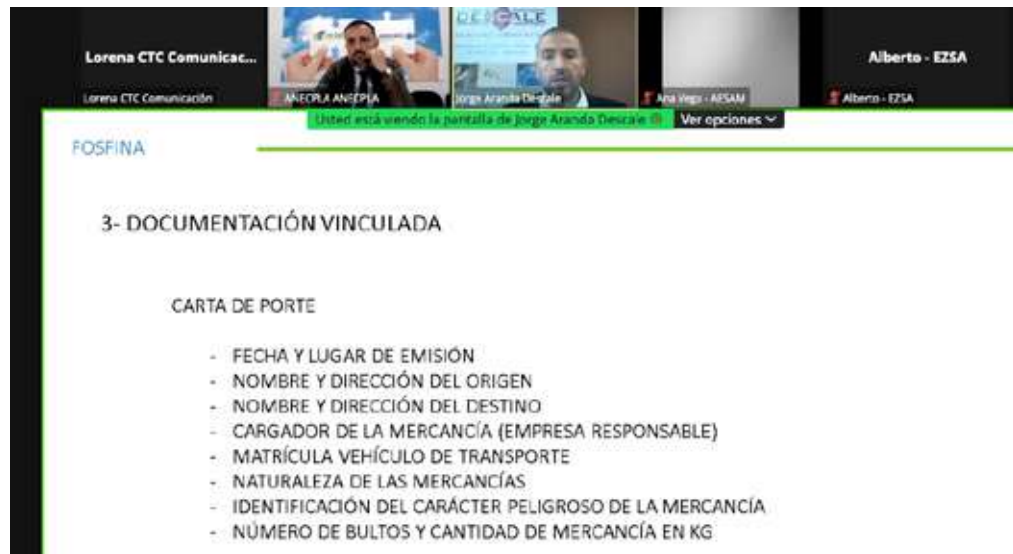 DESCALE
Lorena CTC Comunicac...
Alberto - EZSA
Lorena CTC Comunicación
ANECPLA ANECPLA
Jorge Aranda Descale
Ana Vega - AESAM
Alberto - EZSA
Usted está viendo la pantalla de Jorge Aranda Descale
Ver opciones
FOSFINA
3- DOCUMENTACIÓN VINCULADA
CARTA DE PORTE
- FECHA Y LUGAR DE EMISIÓN
- NOMBRE Y DIRECCIÓN DEL ORIGEN
- NOMBRE Y DIRECCIÓN DEL DESTINO
- CARGADOR DE LA MERCANCÍA (EMPRESA RESPONSABLE)
- MATRÍCULA VEHÍCULO DE TRANSPORTE
- NATURALEZA DE LAS MERCANCÍAS
- IDENTIFICACIÓN DEL CARÁCTER PELIGROSO DE LA MERCANCÍA
- NÚMERO DE BULTOS Y CANTIDAD DE MERCANCÍA EN KG